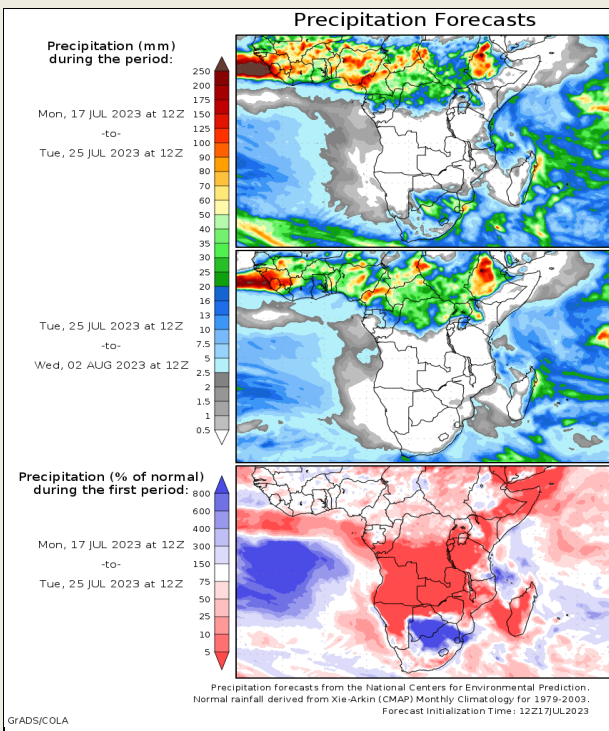 Precipitation Forecasts
Precipitation (mm)
during the period:
Mon, 17 JUL 2023 at 12Z
-to-
Tue, 25 JUL 2023 at 12Z
250
200
175
150
125
100
90
80
70
60
50
40
35
30
25
20
16
13
10
7.5
5
2.5
2
1.5
1
0.5
Tue, 25 JUL 2023 at 12Z
-to-
Wed, 02 AUG 2023 at 12Z
Precipitation (% of normal)
during the first period:
Mon, 17 JUL 2023 at 12Z
-to-
Tue, 25 JUL 2023 at 12Z
800
600
400
300
150
75
50
25
10
5
Precipitation forecasts from the National Centers for Environmental Prediction.
Normal rainfall derived from Xie-Arkin (CMAP) Monthly Climatology for 1979-2003.
Forecast Initialization Time: 12Z17JUL2023
GrADS/COLA